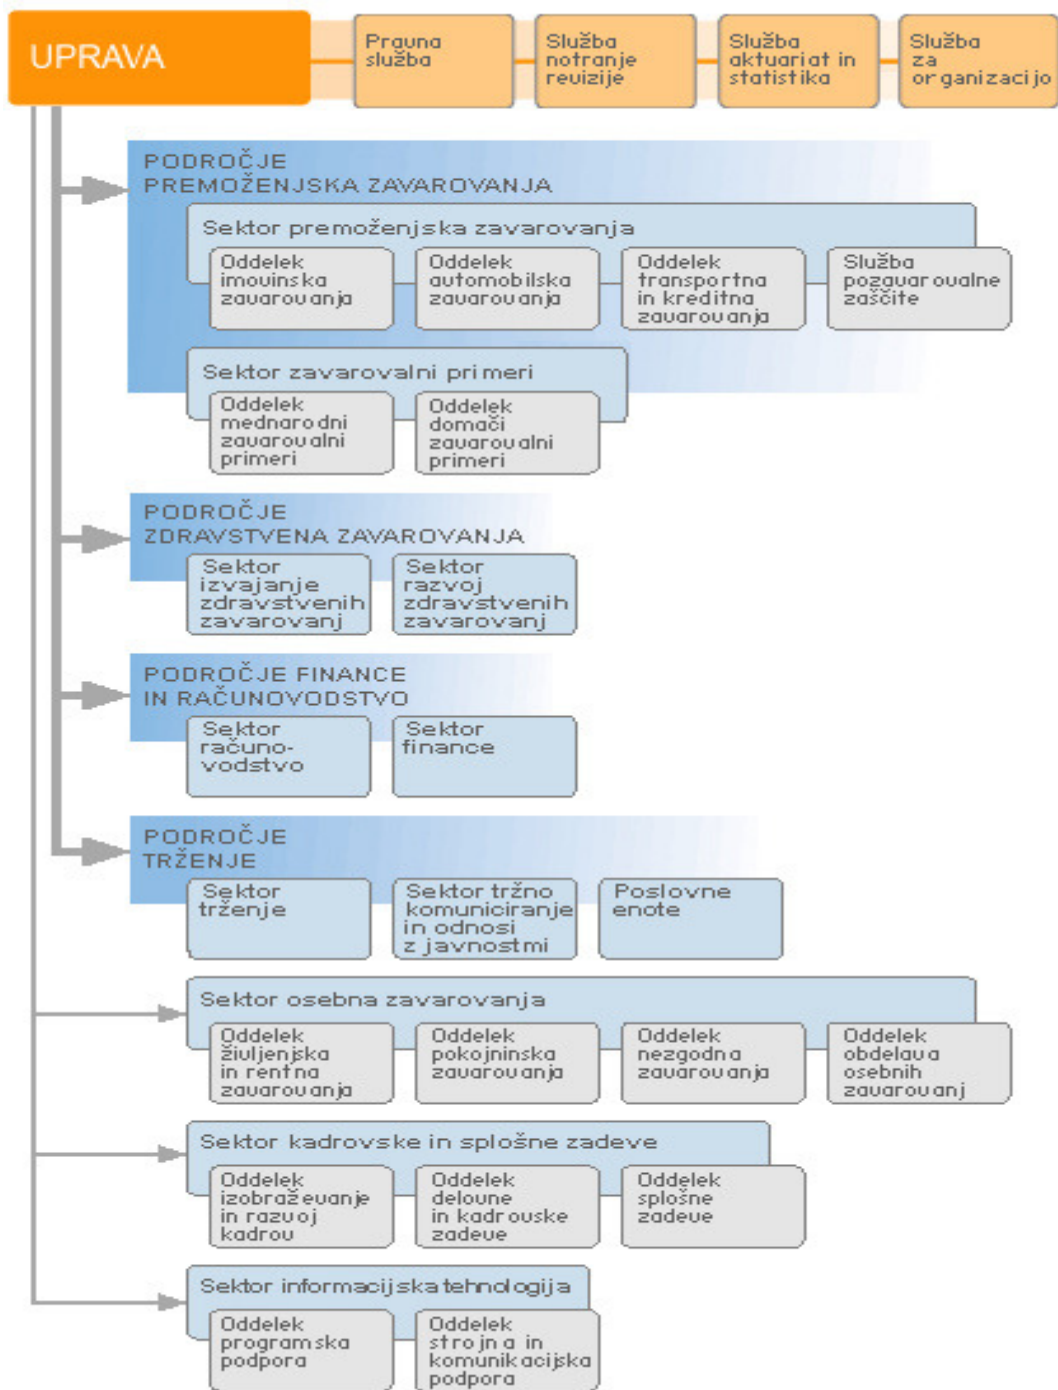 UPRAVA
Pravna
služba
Služba
notranje
revizije
Služba
aktuariat in
statistika
Služba
za
organizacijo
PODROČJE
PREMOŽENJSKA ZAVAROVANJA
Sektor premoženjska zavarovanja
Oddelek
imovinska
zavarovanja
Oddelek
avtomobilska
zavarovanja
Oddelek
transportna
in kreditna
zavarovanja
Služba
pozavarovalne
zaščite
Sektor zavarovalni primeri
Oddelek
mednarodni
zavarovalni
primeri
Oddelek
domači
zavarovalni
primeri
PODROČJE
ZDRAVSTVENA ZAVAROVANJA
Sektor
izvajanje
zdravstvenih
zavarovanj
Sektor
razvoj
zdravstvenih
zavarovanj
PODROČJE FINANCE
IN RAČUNOVODSTVO
Sektor
računo-
vodstvo
Sektor
finance
PODROČJE
TRŽENJE
Sektor
trženje
Sektor tržno
komuniciranje
in odnosi
z javnostmi
Poslovne
enote
Sektor osebna zavarovanja
Oddelek
življenjska
in rentna
zavarovanja
Oddelek
pokojninska
zavarovanja
Oddelek
nezgodna
zavarovanja
Oddelek
obdelava
osebnih
zavarovanj
Sektor kadrovske in splošne zadeve
Oddelek
izobraževanje
in razvoj
kadrov
Oddelek
delovne
in kadrovske
zadeve
Oddelek
splošne
zadeve
Sektor informacijska tehnologija
Oddelek
programska
podpora
Oddelek
strojna in
komunikacijska
podpora